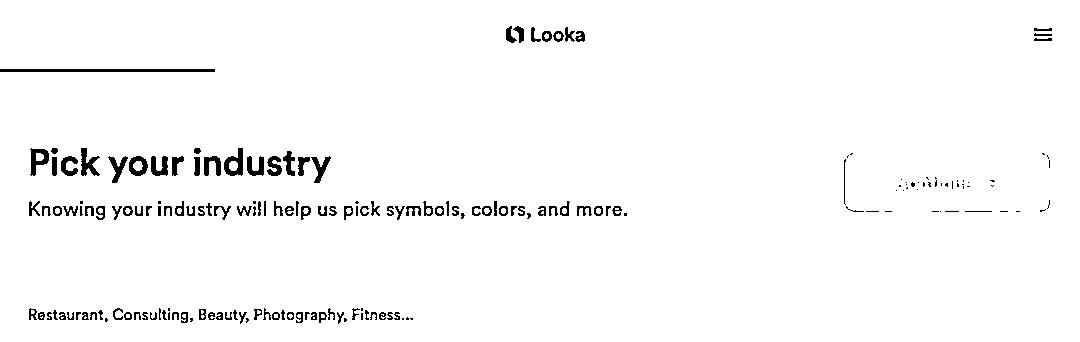 Looka
Pick your industry
Knowing your industry will help us pick symbols, colors, and more.
Restaurant, Consulting, Beauty, Photography, Fitness...